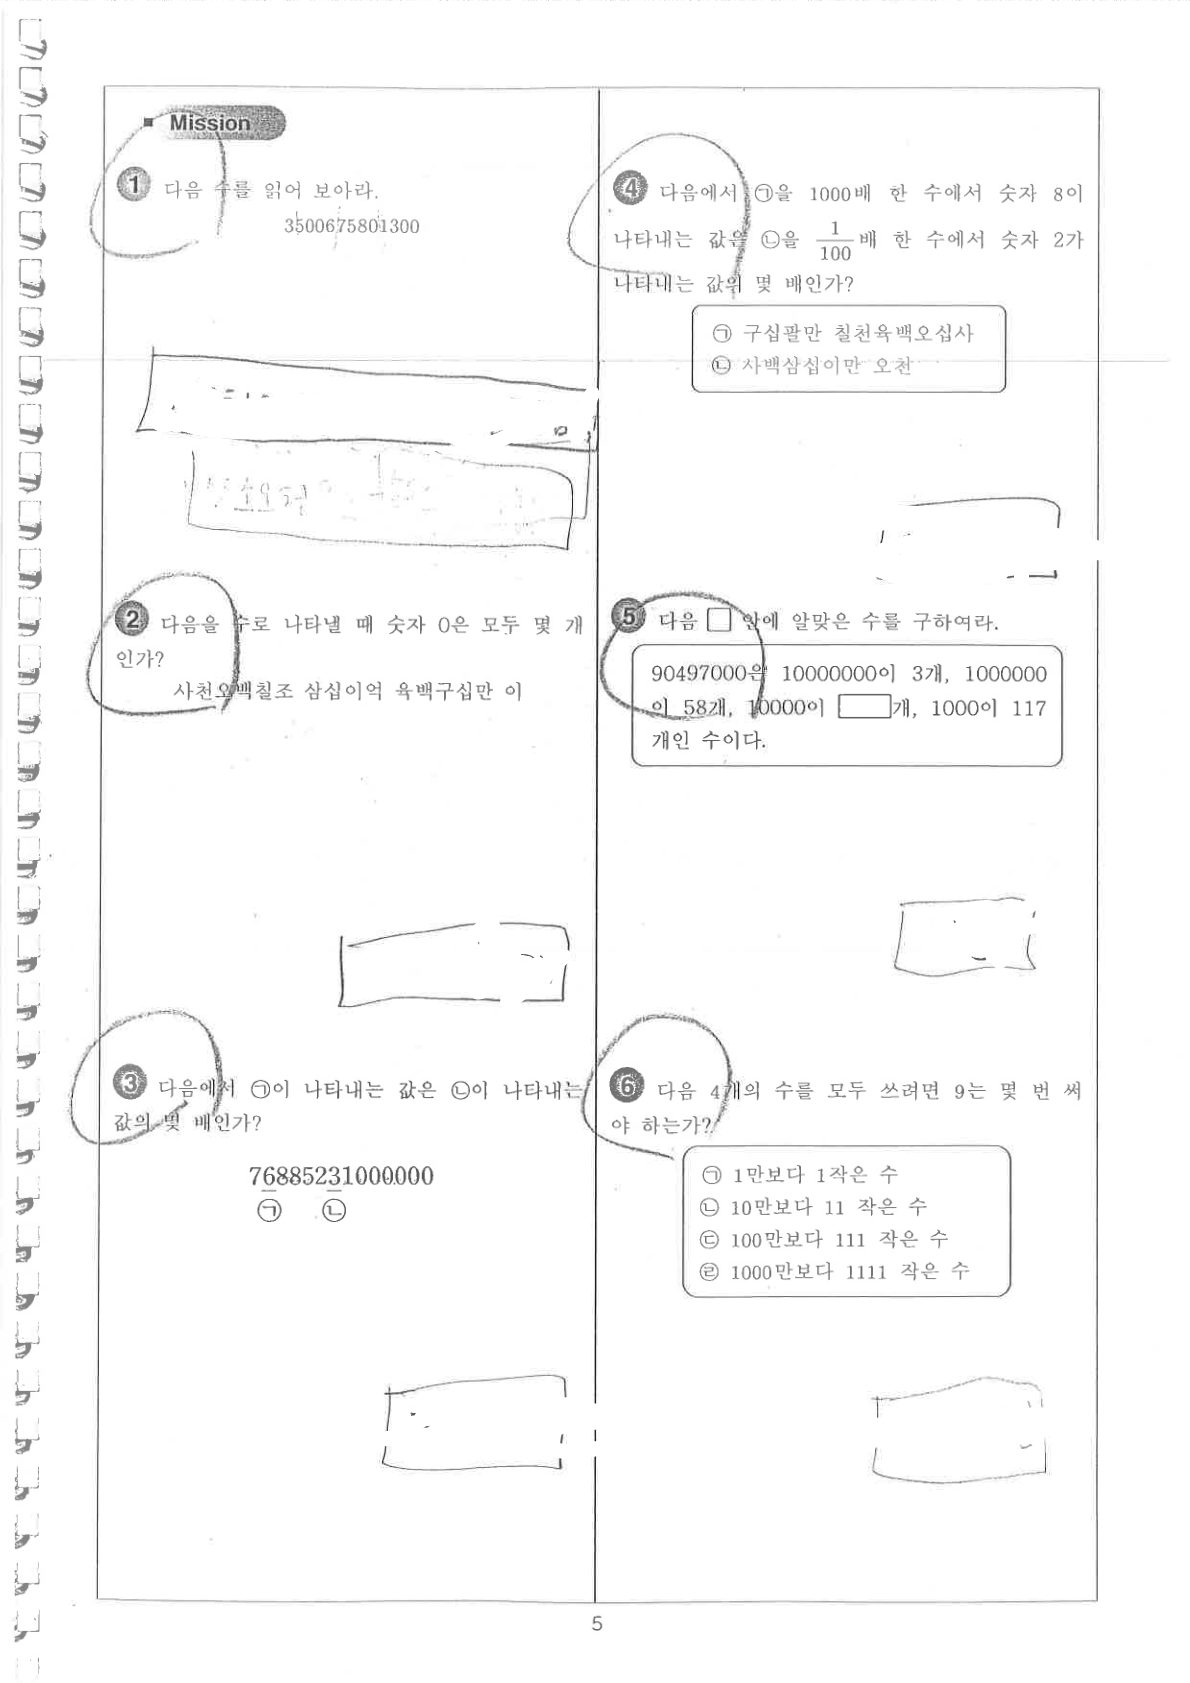 Mission
1 다음 수를 읽어 보아라.
3500675801300
2 다음을 수로 나타낼 때 숫자 0은 모두 몇 개
인가?
사천오백칠조 삼십이억 육백구십만 이
3 다음에서 ㉠이 나타내는 값은 ㉡이 나타내는
값의 몇 배인가?
76885231000000
㉠ ㉡
4 다음에서 ㉠을 1000배 한 수에서 숫자 8이
나타내는 값은 ㉡을 1/100배 한 수에서 숫자 2가
나타내는 값의 몇 배인가?
㉠ 구십팔만 칠천육백오십사
㉡ 사백삼십이만 오천
5 다음 □ 안에 알맞은 수를 구하여라.
90497000은 10000000이 3개, 1000000
이 58개, 10000이 □개, 1000이 117
개인 수이다.
6 다음 4개의 수를 모두 쓰려면 9는 몇 번 써
야 하는가?
㉠ 1만보다 1작은 수
㉡ 10만보다 11 작은 수
㉢ 100만보다 111 작은 수
㉣ 1000만보다 1111 작은 수
5